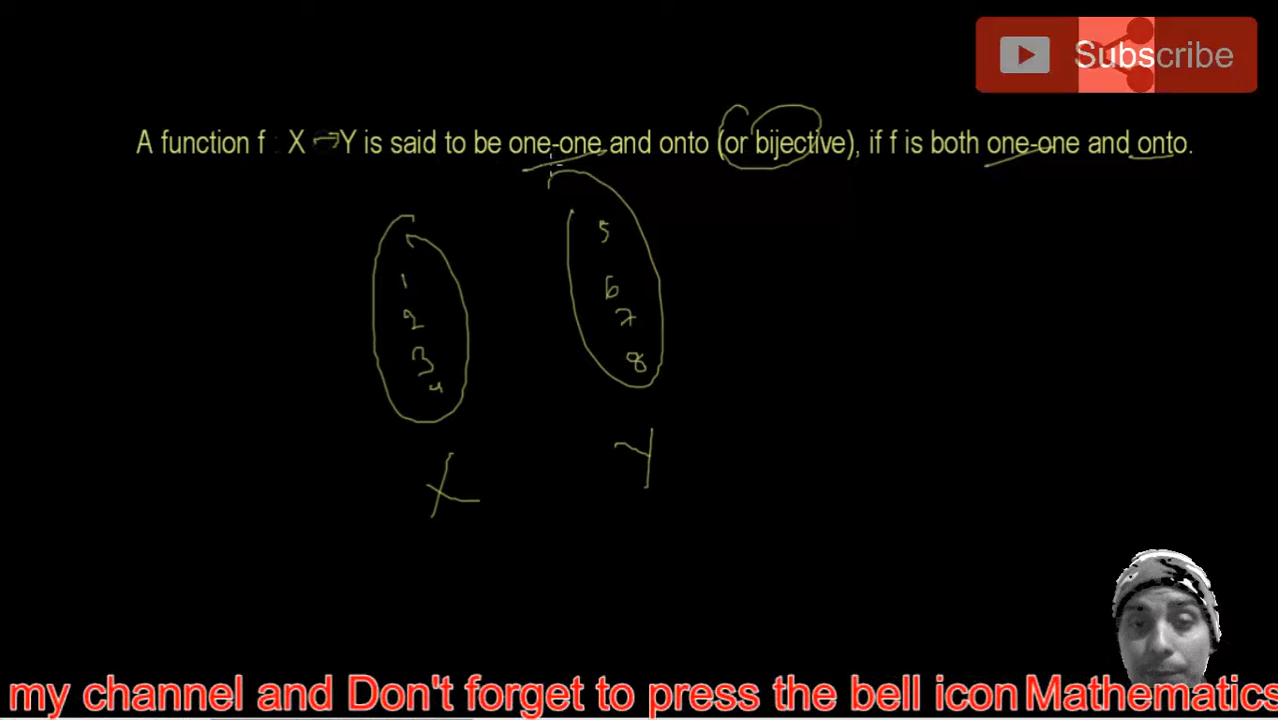 Subscribe
A function f : X → Y is said to be one-one and onto (or bijective), if f is both one-one and onto.
5
1 6
2 7
3 8
4
X Y
my channel and Don't forget to press the bell icon Mathematics